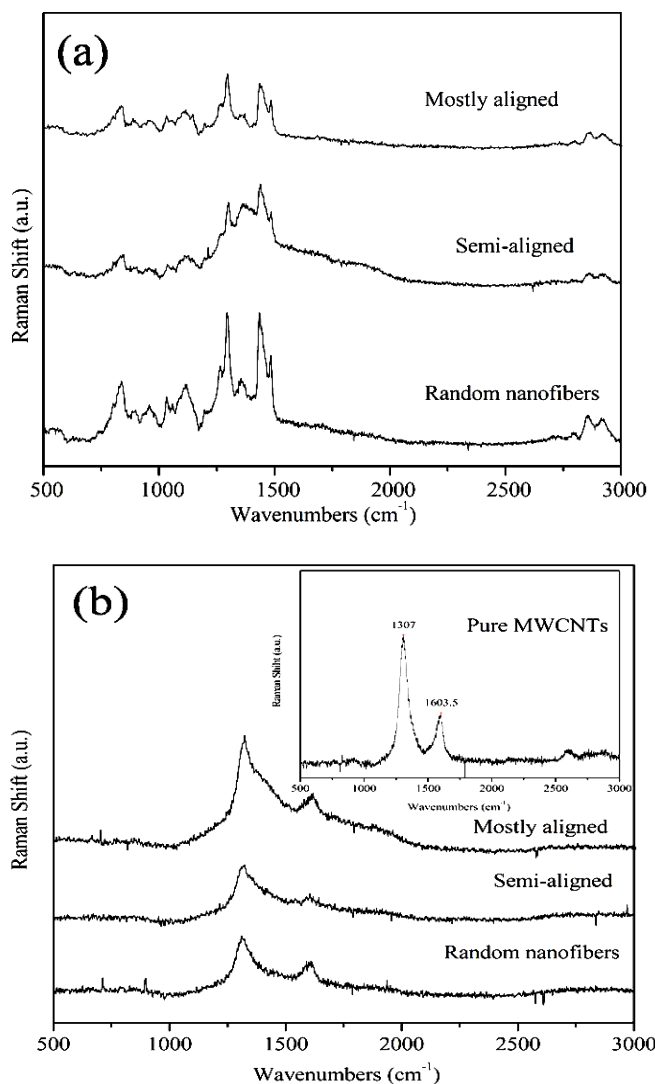 (a)
Mostly aligned
Semi-aligned
Random nanofibers
Raman Shift (a.u.)
500 1000 1500 2000 2500 3000
Wavenumbers (cm⁻¹)
(b)
Pure MWCNTs
1307
1603.5
Raman Shiht (a.u.)
500 1000 1500 2000 2500 3000
Wavenumbers (cm⁻¹)
Mostly aligned
Semi-aligned
Random nanofibers
Raman Shift (a.u.)
500 1000 1500 2000 2500 3000
Wavenumbers (cm⁻¹)